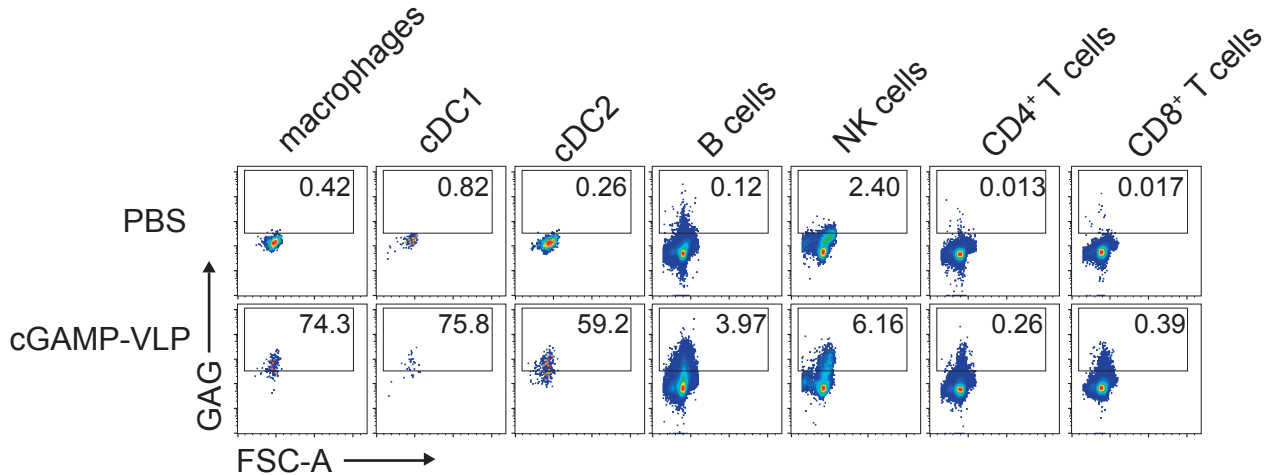 macrophages
cDC1
cDC2
B cells
NK cells
CD4⁺ T cells
CD8⁺ T cells
PBS
0.42
0.82
0.26
0.12
2.40
0.013
0.017
cGAMP-VLP
74.3
75.8
59.2
3.97
6.16
0.26
0.39
GAG
FSC-A